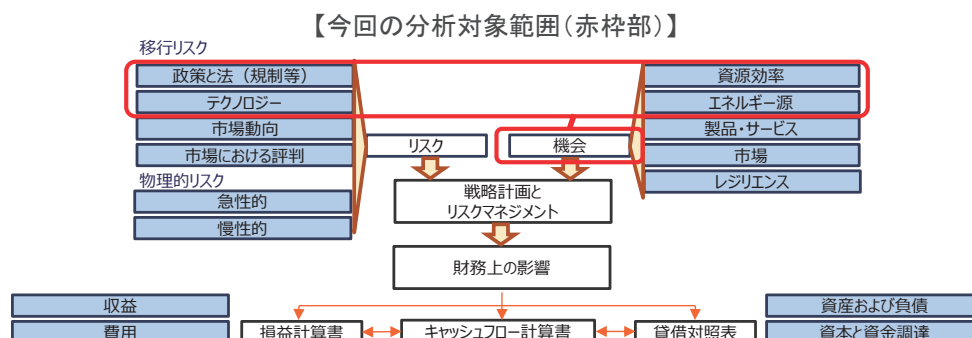 【今回の分析対象範囲(赤枠部)】
移行リスク
政策と法（規制等）
テクノロジー
市場動向
市場における評判
物理的リスク
急性的
慢性的
リスク
機会
資源効率
エネルギー源
製品・サービス
市場
レジリエンス
戦略計画と
リスクマネジメント
財務上の影響
収益
費用
損益計算書
キャッシュフロー計算書
貸借対照表
資産および負債
資本と資金調達